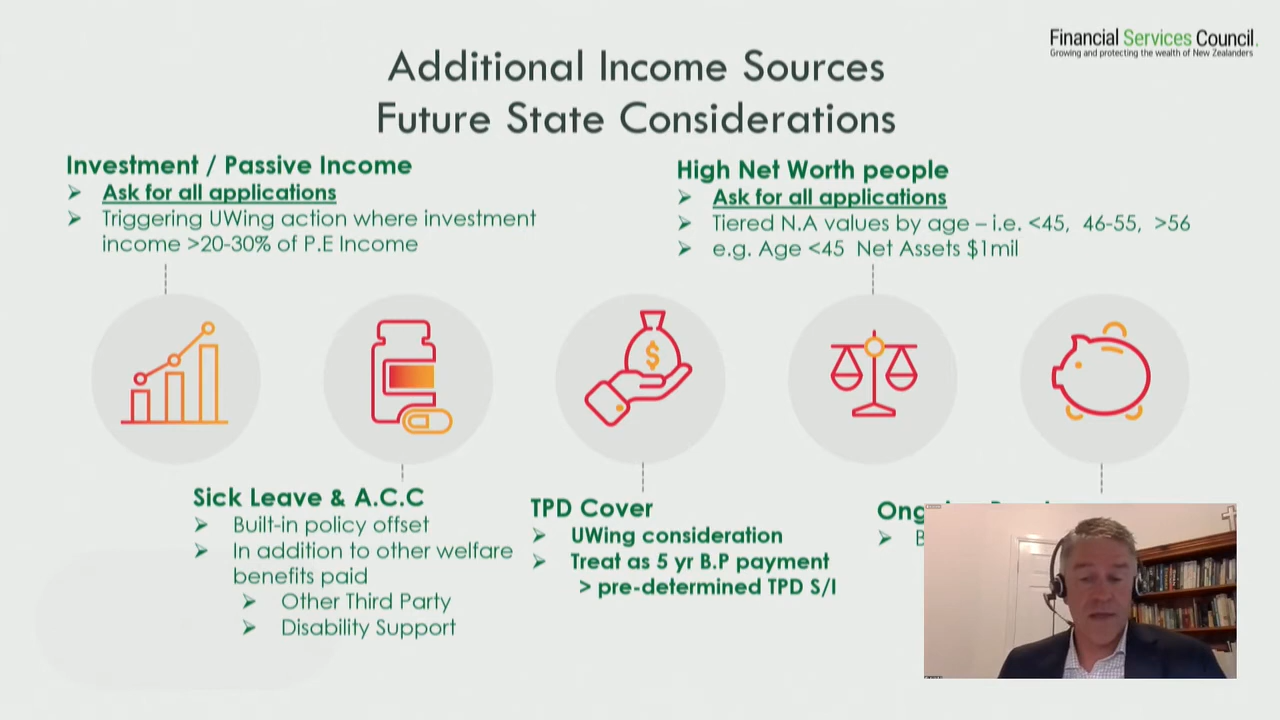 Financial Services Council.
Growing and protecting the wealth of New Zealanders
Additional Income Sources
Future State Considerations
Investment / Passive Income
➢ Ask for all applications
➢ Triggering UWing action where investment
income >20-30% of P.E Income
High Net Worth people
➢ Ask for all applications
➢ Tiered N.A values by age – i.e. <45, 46-55, >56
➢ e.g. Age <45 Net Assets $1mil
$
Sick Leave & A.C.C
➢ Built-in policy offset
➢ In addition to other welfare
benefits paid
➢ Other Third Party
➢ Disability Support
TPD Cover
➢ UWing consideration
➢ Treat as 5 yr B.P payment
> pre-determined TPD S/I